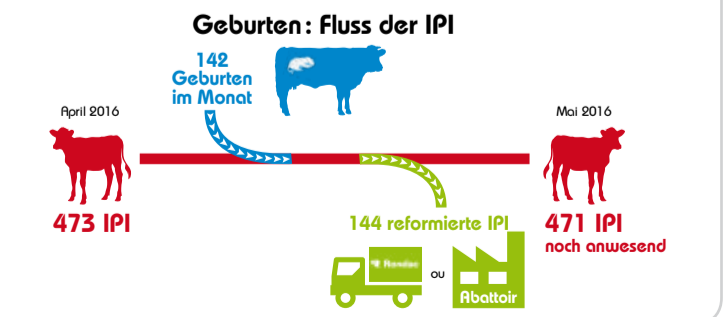 Geburten: Fluss der IPI
142
Geburten
im Monat
April 2016
Mai 2016
473 IPI
144 reformierte IPI
471 IPI
noch anwesend
Rendac
ou
Abattoir